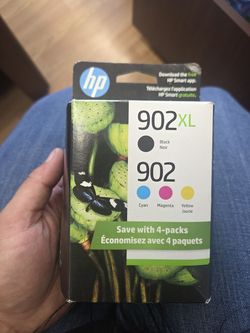 Download the free
HP Smart app
Téléchargez l'application
HP Smart gratuite.
hp
902XL
Black
Noir
902
Cyan
Magenta
Yellow
Jaune
Save with 4-packs
Économisez avec 4 paquets